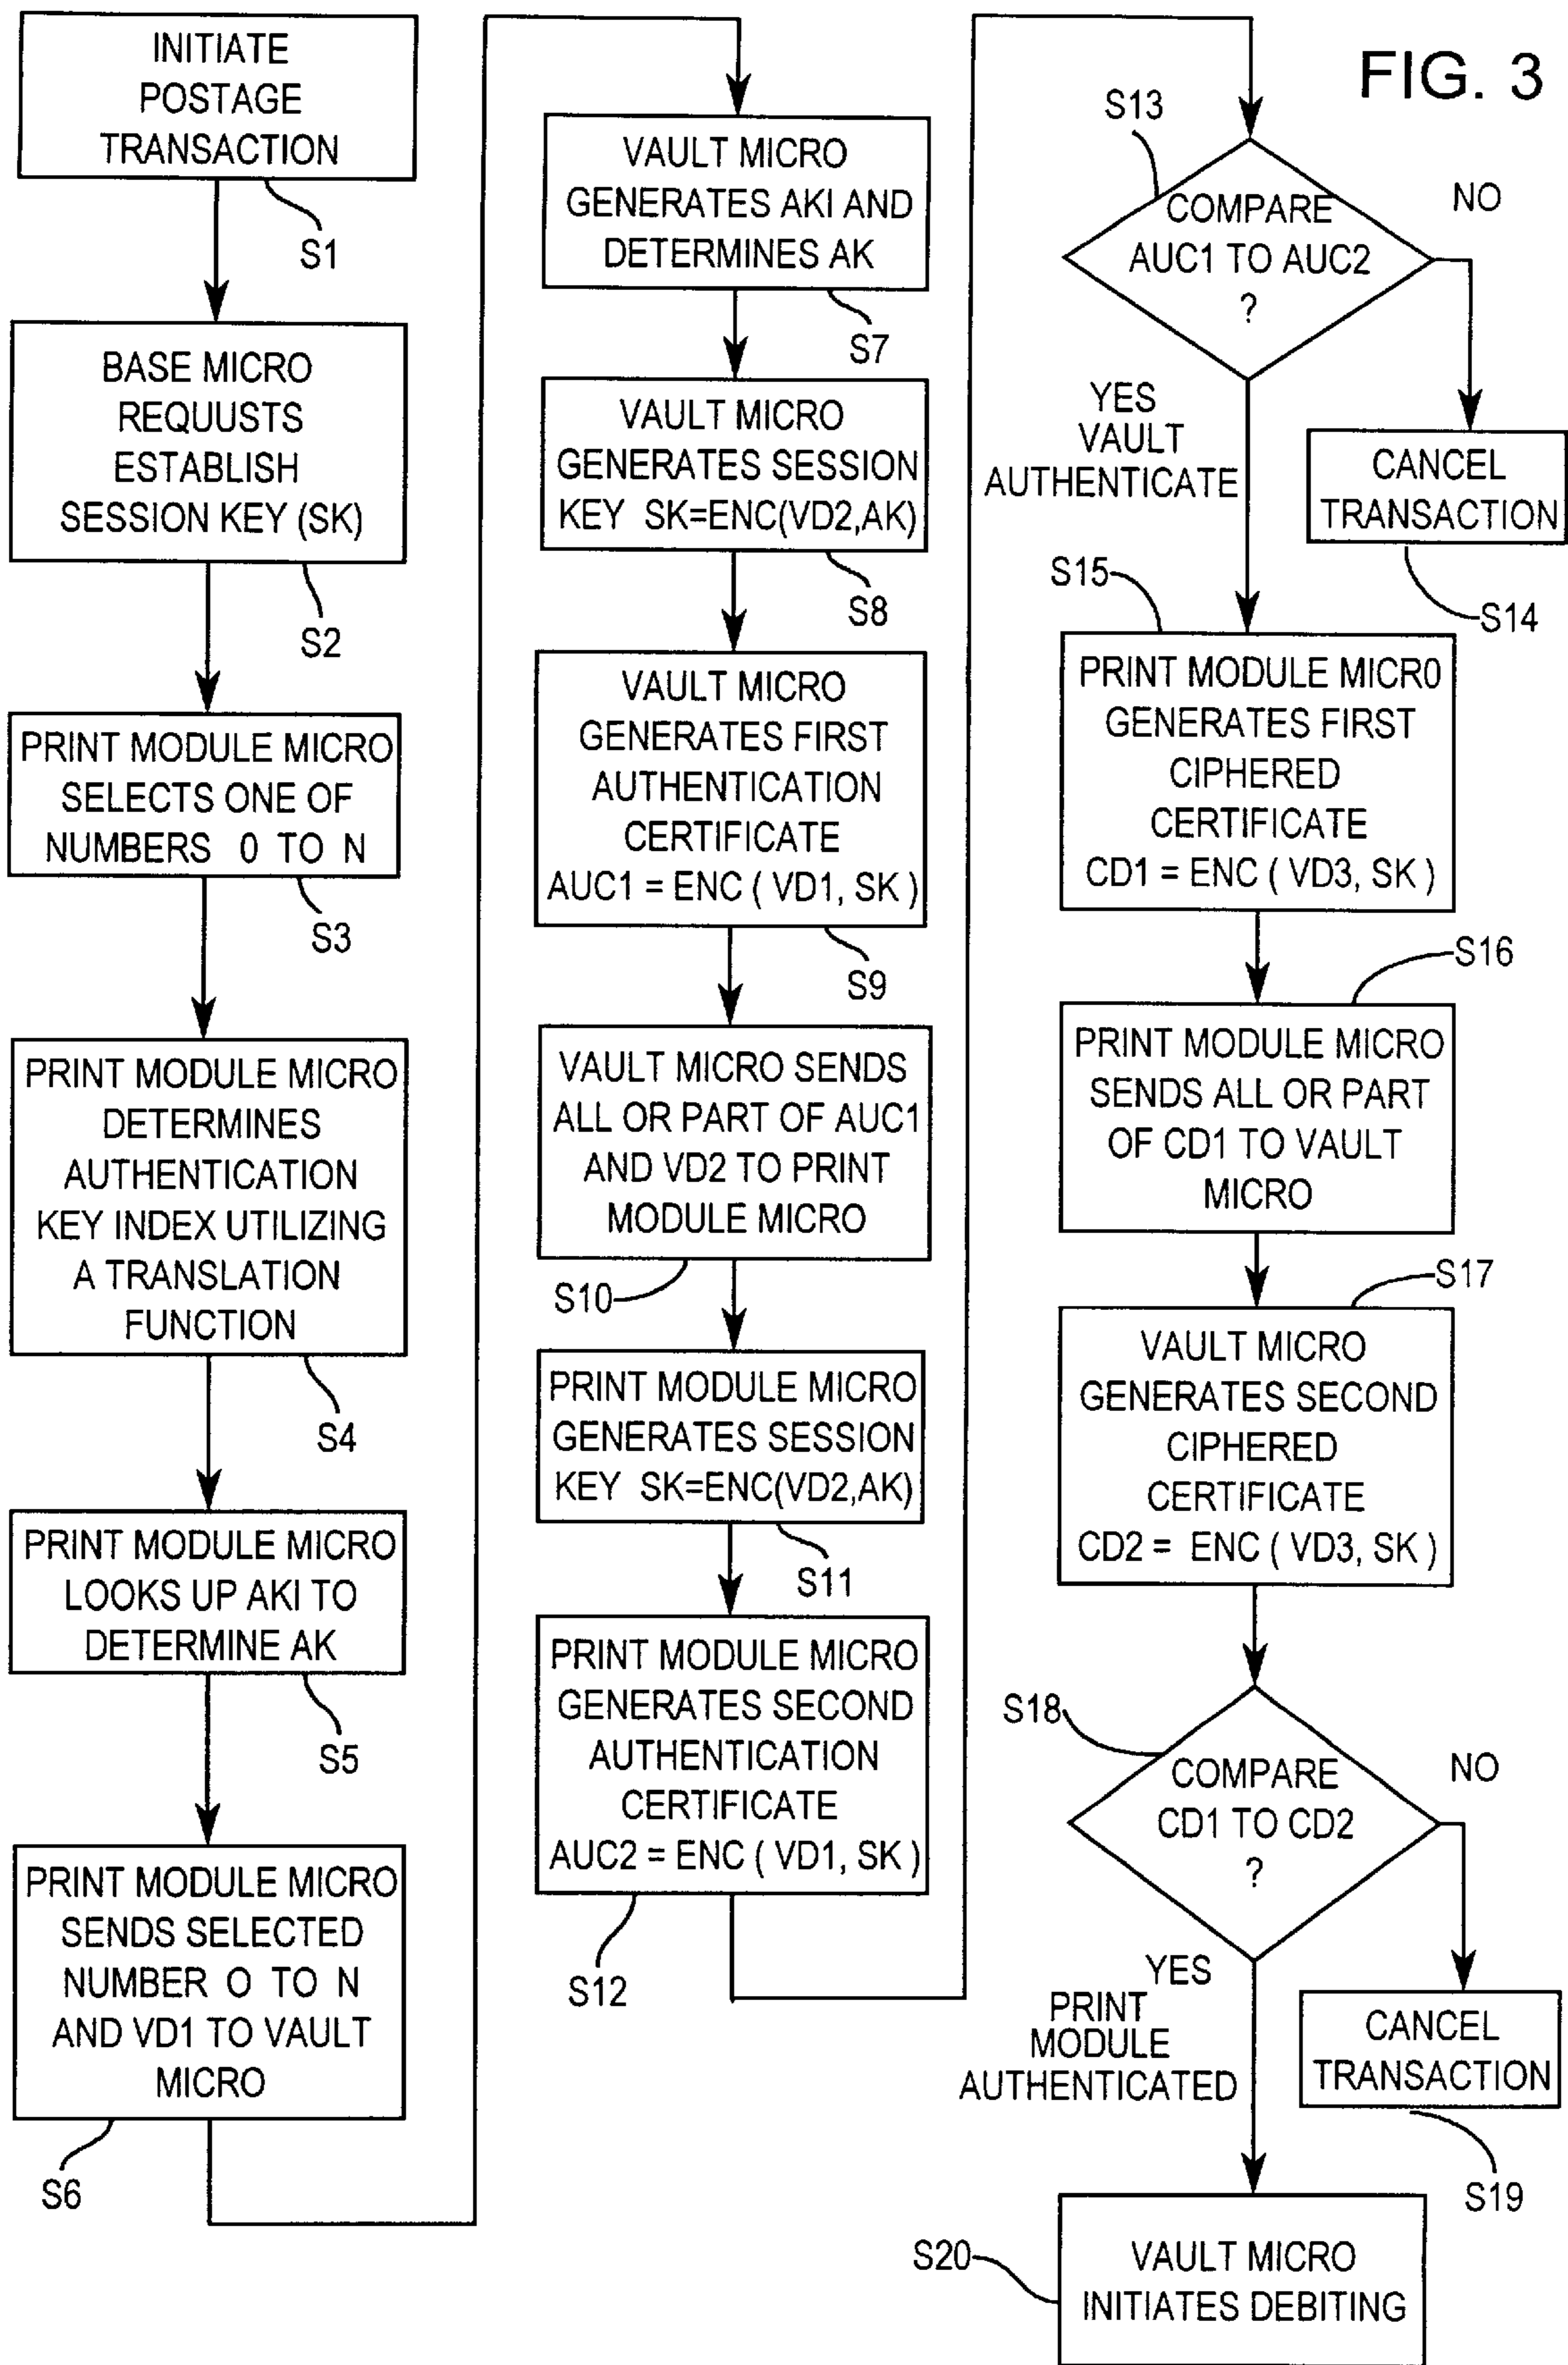 FIG. 3
INITIATE
POSTAGE
TRANSACTION
S1
BASE MICRO
REQUUSTS
ESTABLISH
SESSION KEY (SK)
S2
PRINT MODULE MICRO
SELECTS ONE OF
NUMBERS 0 TO N
S3
PRINT MODULE MICRO
DETERMINES
AUTHENTICATION
KEY INDEX UTILIZING
A TRANSLATION
FUNCTION
S4
PRINT MODULE MICRO
LOOKS UP AKI TO
DETERMINE AK
S5
PRINT MODULE MICRO
SENDS SELECTED
NUMBER O TO N
AND VD1 TO VAULT
MICRO
S6
VAULT MICRO
GENERATES AKI AND
DETERMINES AK
S7
VAULT MICRO
GENERATES SESSION
KEY SK=ENC(VD2,AK)
S8
VAULT MICRO
GENERATES FIRST
AUTHENTICATION
CERTIFICATE
AUC1 = ENC ( VD1, SK )
S9
VAULT MICRO SENDS
ALL OR PART OF AUC1
AND VD2 TO PRINT
MODULE MICRO
S10
PRINT MODULE MICRO
GENERATES SESSION
KEY SK=ENC(VD2,AK)
S11
PRINT MODULE MICRO
GENERATES SECOND
AUTHENTICATION
CERTIFICATE
AUC2 = ENC ( VD1, SK )
S12
S13
COMPARE
AUC1 TO AUC2
?
NO
YES
VAULT
AUTHENTICATE
CANCEL
TRANSACTION
S14
S15
PRINT MODULE MICR0
GENERATES FIRST
CIPHERED
CERTIFICATE
CD1 = ENC ( VD3, SK )
S16
PRINT MODULE MICRO
SENDS ALL OR PART
OF CD1 TO VAULT
MICRO
S17
VAULT MICRO
GENERATES SECOND
CIPHERED
CERTIFICATE
CD2 = ENC ( VD3, SK )
S18
COMPARE
CD1 TO CD2
?
NO
YES
PRINT
MODULE
AUTHENTICATED
CANCEL
TRANSACTION
S19
S20
VAULT MICRO
INITIATES DEBITING